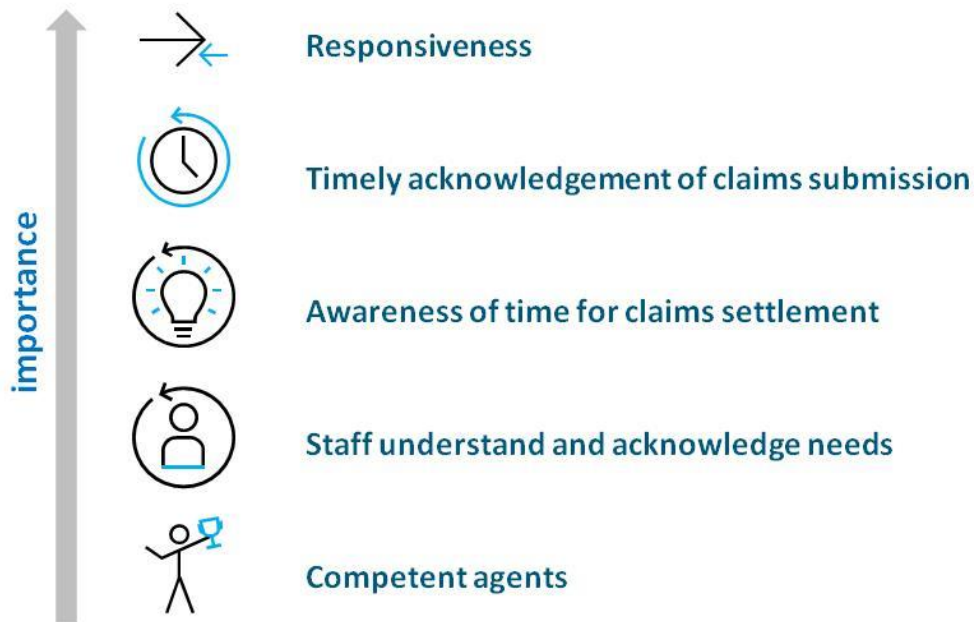 Responsiveness
Timely acknowledgement of claims submission
importance
Awareness of time for claims settlement
Staff understand and acknowledge needs
Competent agents